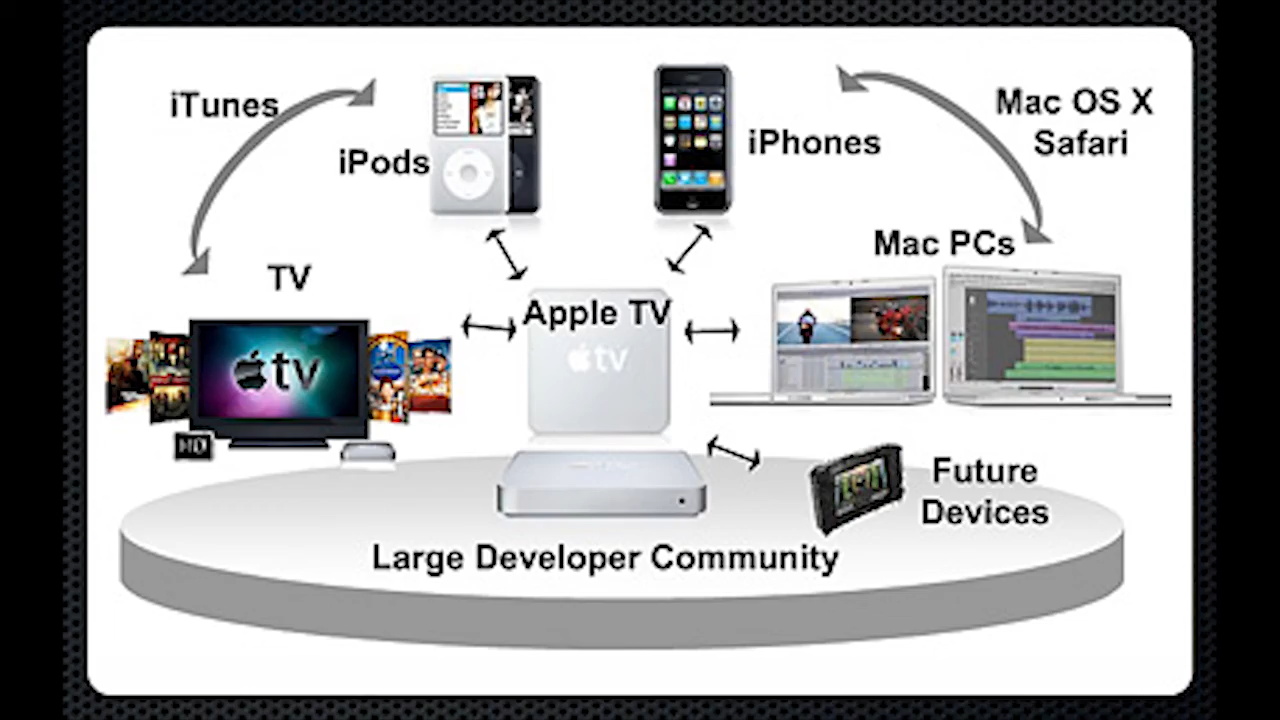 iTunes
iPods
iPhones
Mac OS X
Safari
TV
Mac PCs
Apple TV
tv
tv
HD
Future
Devices
Large Developer Community